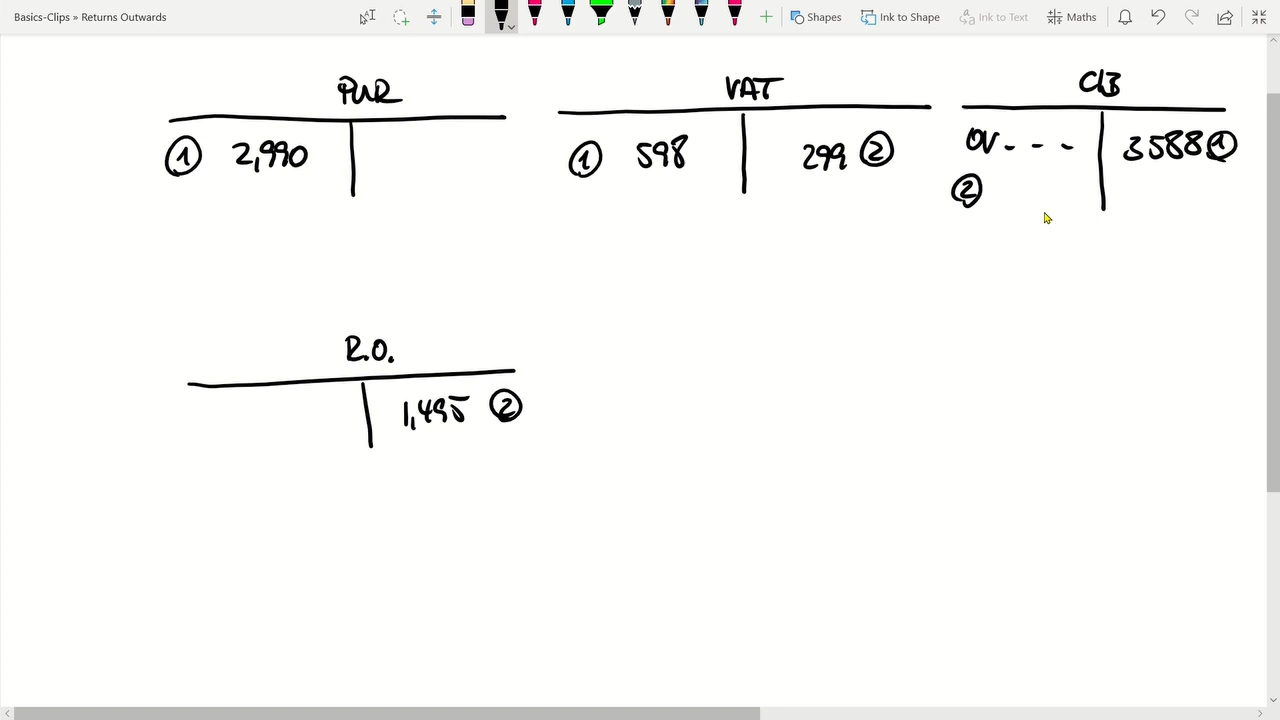 Basics-Clips » Returns Outwards
Shapes Ink to Shape Ink to Text Maths
PUR VAT C/B
① 2,990 ① 598 299 ② OV - - - 3588 ①
②
R.O.
1,495 ②